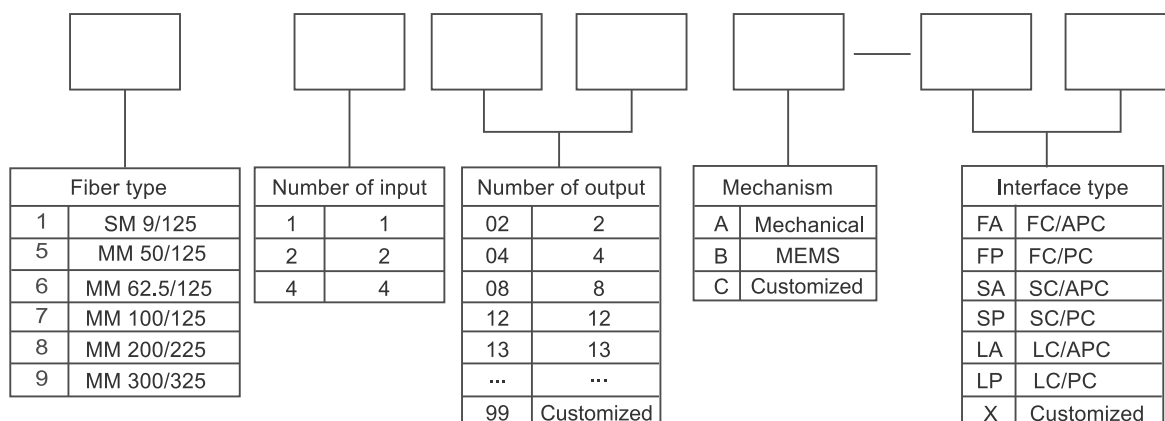 Fiber type
1 SM 9/125
5 MM 50/125
6 MM 62.5/125
7 MM 100/125
8 MM 200/225
9 MM 300/325
Number of input
1 1
2 2
4 4
Number of output
02 2
04 4
08 8
12 12
13 13
... ...
99 Customized
Mechanism
A Mechanical
B MEMS
C Customized
Interface type
FA FC/APC
FP FC/PC
SA SC/APC
SP SC/PC
LA LC/APC
LP LC/PC
X Customized